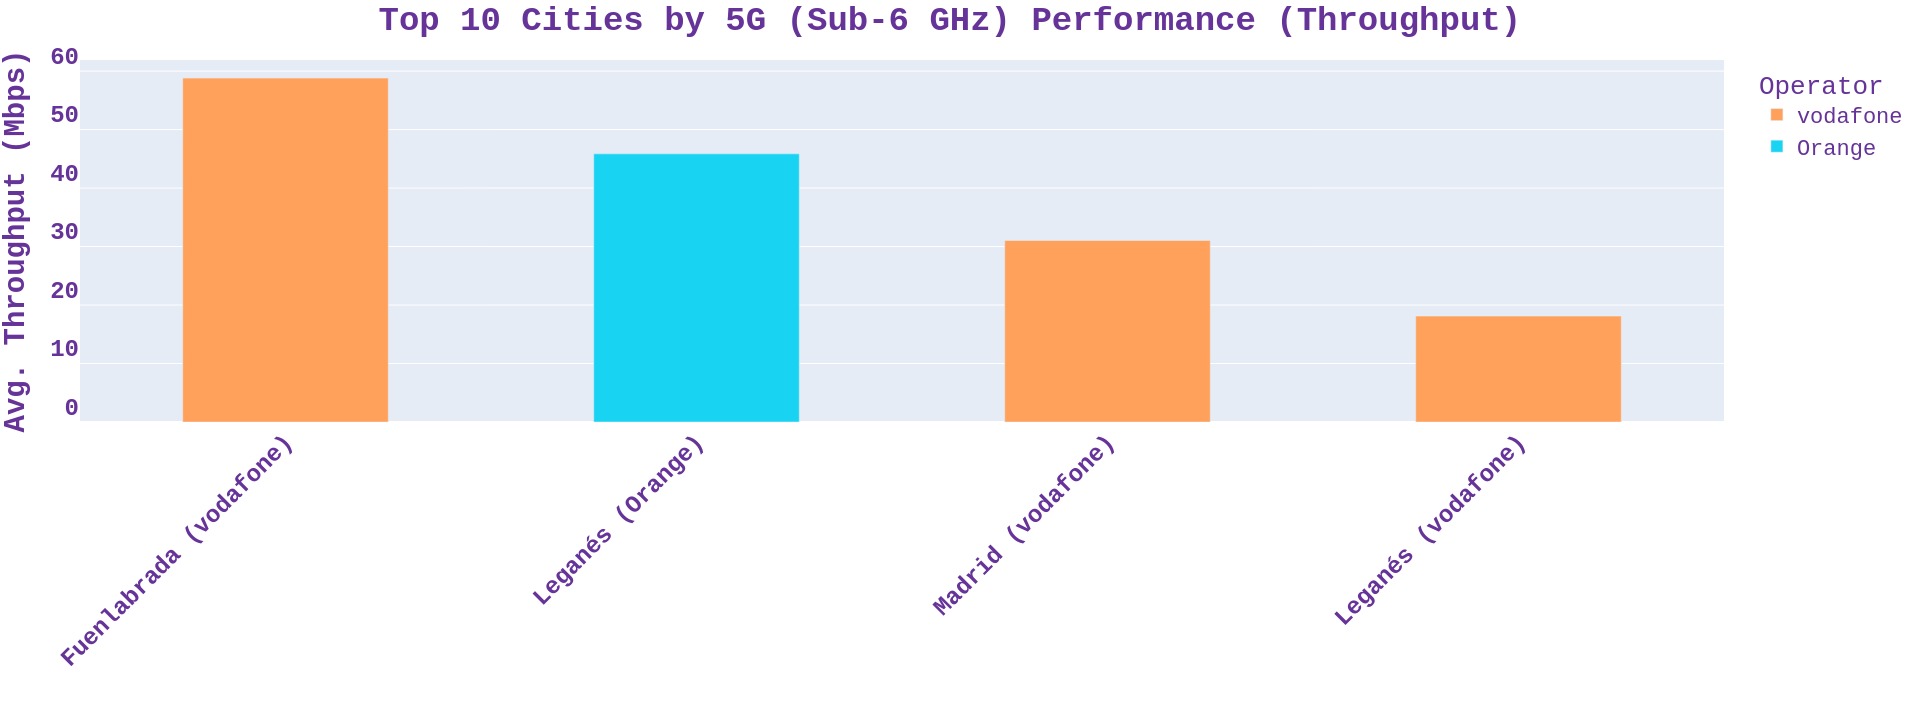 Top 10 Cities by 5G (Sub-6 GHz) Performance (Throughput)
Avg. Throughput (Mbps)
60
50
40
30
20
10
0
Fuenlabrada (vodafone)
Leganés (Orange)
Madrid (vodafone)
Leganés (vodafone)
Operator
vodafone
Orange